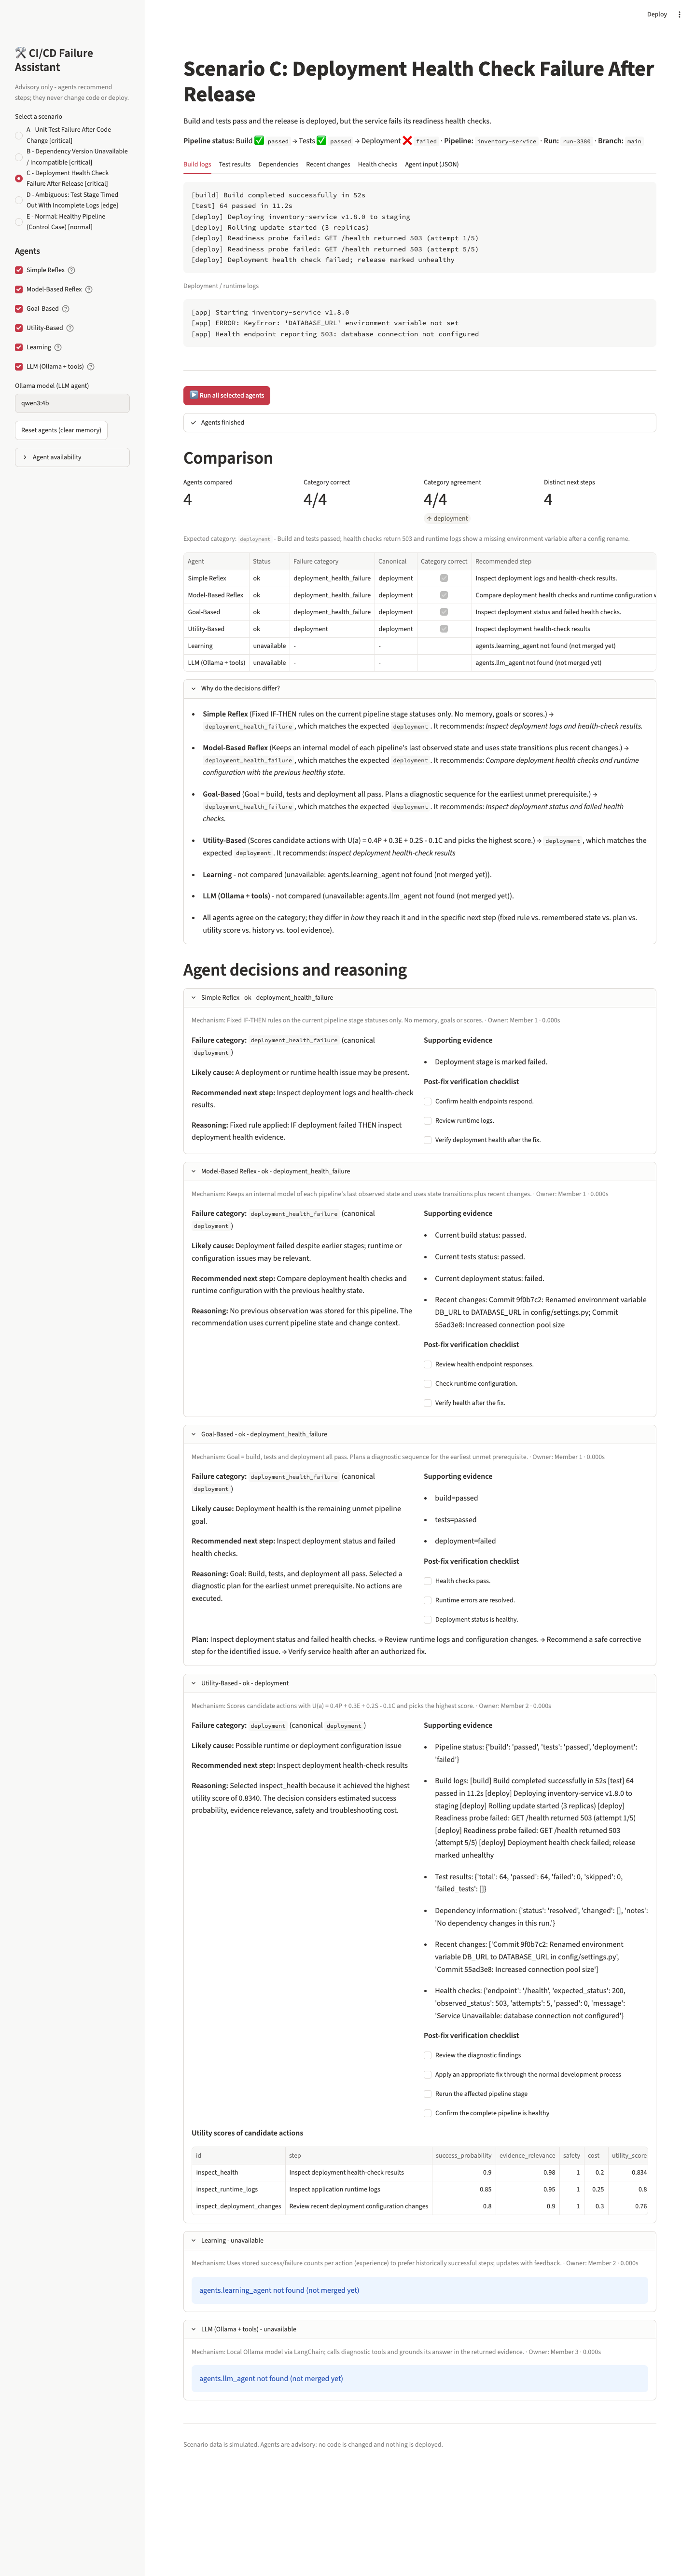 Deploy
🛠️ CI/CD Failure
Assistant
Advisory only - agents recommend
steps; they never change code or deploy.
Select a scenario
A - Unit Test Failure After Code
Change [critical]
B - Dependency Version Unavailable
/ Incompatible [critical]
C - Deployment Health Check
Failure After Release [critical]
D - Ambiguous: Test Stage Timed
Out With Incomplete Logs [edge]
E - Normal: Healthy Pipeline
(Control Case) [normal]
Agents
Simple Reflex
Model-Based Reflex
Goal-Based
Utility-Based
Learning
LLM (Ollama + tools)
Ollama model (LLM agent)
qwen3:4b
Reset agents (clear memory)
Agent availability
Scenario C: Deployment Health Check Failure After
Release
Build and tests pass and the release is deployed, but the service fails its readiness health checks.
Pipeline status: Build ✅ passed → Tests ✅ passed → Deployment ❌ failed · Pipeline: inventory-service · Run: run-3380 · Branch: main
Build logs Test results Dependencies Recent changes Health checks Agent input (JSON)
[build] Build completed successfully in 52s
[test] 64 passed in 11.2s
[deploy] Deploying inventory-service v1.8.0 to staging
[deploy] Rolling update started (3 replicas)
[deploy] Readiness probe failed: GET /health returned 503 (attempt 1/5)
[deploy] Readiness probe failed: GET /health returned 503 (attempt 5/5)
[deploy] Deployment health check failed; release marked unhealthy
Deployment / runtime logs
[app] Starting inventory-service v1.8.0
[app] ERROR: KeyError: 'DATABASE_URL' environment variable not set
[app] Health endpoint reporting 503: database connection not configured
▶️ Run all selected agents
Agents finished
Comparison
Agents compared Category correct Category agreement Distinct next steps
4 4/4 4/4 4
↑ deployment
Expected category: deployment - Build and tests passed; health checks return 503 and runtime logs show a missing environment variable after a config rename.
Agent Status Failure category Canonical Category correct Recommended step
Simple Reflex ok deployment_health_failure deployment Inspect deployment logs and health-check results.
Model-Based Reflex ok deployment_health_failure deployment Compare deployment health checks and runtime configuration w
Goal-Based ok deployment_health_failure deployment Inspect deployment status and failed health checks.
Utility-Based ok deployment deployment Inspect deployment health-check results
Learning unavailable - - agents.learning_agent not found (not merged yet)
LLM (Ollama + tools) unavailable - - agents.llm_agent not found (not merged yet)
Why do the decisions differ?
• Simple Reflex (Fixed IF-THEN rules on the current pipeline stage statuses only. No memory, goals or scores.) →
deployment_health_failure , which matches the expected deployment . It recommends: Inspect deployment logs and health-check results.
• Model-Based Reflex (Keeps an internal model of each pipeline's last observed state and uses state transitions plus recent changes.) →
deployment_health_failure , which matches the expected deployment . It recommends: Compare deployment health checks and runtime
configuration with the previous healthy state.
• Goal-Based (Goal = build, tests and deployment all pass. Plans a diagnostic sequence for the earliest unmet prerequisite.) →
deployment_health_failure , which matches the expected deployment . It recommends: Inspect deployment status and failed health
checks.
• Utility-Based (Scores candidate actions with U(a) = 0.4P + 0.3E + 0.2S - 0.1C and picks the highest score.) → deployment , which matches the
expected deployment . It recommends: Inspect deployment health-check results
• Learning - not compared (unavailable: agents.learning_agent not found (not merged yet)).
• LLM (Ollama + tools) - not compared (unavailable: agents.llm_agent not found (not merged yet)).
• All agents agree on the category; they differ in how they reach it and in the specific next step (fixed rule vs. remembered state vs. plan vs.
utility score vs. history vs. tool evidence).
Agent decisions and reasoning
Simple Reflex - ok - deployment_health_failure
Mechanism: Fixed IF-THEN rules on the current pipeline stage statuses only. No memory, goals or scores. · Owner: Member 1 · 0.000s
Failure category: deployment_health_failure (canonical
deployment )
Likely cause: A deployment or runtime health issue may be present.
Recommended next step: Inspect deployment logs and health-check
results.
Reasoning: Fixed rule applied: IF deployment failed THEN inspect
deployment health evidence.
Supporting evidence
• Deployment stage is marked failed.
Post-fix verification checklist
Confirm health endpoints respond.
Review runtime logs.
Verify deployment health after the fix.
Model-Based Reflex - ok - deployment_health_failure
Mechanism: Keeps an internal model of each pipeline's last observed state and uses state transitions plus recent changes. · Owner: Member 1 · 0.000s
Failure category: deployment_health_failure (canonical
deployment )
Likely cause: Deployment failed despite earlier stages; runtime or
configuration issues may be relevant.
Recommended next step: Compare deployment health checks and
runtime configuration with the previous healthy state.
Reasoning: No previous observation was stored for this pipeline. The
recommendation uses current pipeline state and change context.
Supporting evidence
• Current build status: passed.
• Current tests status: passed.
• Current deployment status: failed.
• Recent changes: Commit 9f0b7c2: Renamed environment variable
DB_URL to DATABASE_URL in config/settings.py; Commit
55ad3e8: Increased connection pool size
Post-fix verification checklist
Review health endpoint responses.
Check runtime configuration.
Verify health after the fix.
Goal-Based - ok - deployment_health_failure
Mechanism: Goal = build, tests and deployment all pass. Plans a diagnostic sequence for the earliest unmet prerequisite. · Owner: Member 1 · 0.000s
Failure category: deployment_health_failure (canonical
deployment )
Likely cause: Deployment health is the remaining unmet pipeline
goal.
Recommended next step: Inspect deployment status and failed
health checks.
Reasoning: Goal: Build, tests, and deployment all pass. Selected a
diagnostic plan for the earliest unmet prerequisite. No actions are
executed.
Supporting evidence
• build=passed
• tests=passed
• deployment=failed
Post-fix verification checklist
Health checks pass.
Runtime errors are resolved.
Deployment status is healthy.
Plan: Inspect deployment status and failed health checks. → Review runtime logs and configuration changes. → Recommend a safe corrective
step for the identified issue. → Verify service health after an authorized fix.
Utility-Based - ok - deployment
Mechanism: Scores candidate actions with U(a) = 0.4P + 0.3E + 0.2S - 0.1C and picks the highest score. · Owner: Member 2 · 0.000s
Failure category: deployment (canonical deployment )
Likely cause: Possible runtime or deployment configuration issue
Recommended next step: Inspect deployment health-check results
Reasoning: Selected inspect_health because it achieved the highest
utility score of 0.8340. The decision considers estimated success
probability, evidence relevance, safety and troubleshooting cost.
Supporting evidence
• Pipeline status: {'build': 'passed', 'tests': 'passed', 'deployment':
'failed'}
• Build logs: [build] Build completed successfully in 52s [test] 64
passed in 11.2s [deploy] Deploying inventory-service v1.8.0 to
staging [deploy] Rolling update started (3 replicas) [deploy]
Readiness probe failed: GET /health returned 503 (attempt 1/5)
[deploy] Readiness probe failed: GET /health returned 503
(attempt 5/5) [deploy] Deployment health check failed; release
marked unhealthy
• Test results: {'total': 64, 'passed': 64, 'failed': 0, 'skipped': 0,
'failed_tests': []}
• Dependency information: {'status': 'resolved', 'changed': [], 'notes':
'No dependency changes in this run.'}
• Recent changes: ['Commit 9f0b7c2: Renamed environment
variable DB_URL to DATABASE_URL in config/settings.py',
'Commit 55ad3e8: Increased connection pool size']
• Health checks: {'endpoint': '/health', 'expected_status': 200,
'observed_status': 503, 'attempts': 5, 'passed': 0, 'message':
'Service Unavailable: database connection not configured'}
Post-fix verification checklist
Review the diagnostic findings
Apply an appropriate fix through the normal development process
Rerun the affected pipeline stage
Confirm the complete pipeline is healthy
Utility scores of candidate actions
id step success_probability evidence_relevance safety cost utility_score
inspect_health Inspect deployment health-check results 0.9 0.98 1 0.2 0.834
inspect_runtime_logs Inspect application runtime logs 0.85 0.95 1 0.25 0.8
inspect_deployment_changes Review recent deployment configuration changes 0.8 0.9 1 0.3 0.76
Learning - unavailable
Mechanism: Uses stored success/failure counts per action (experience) to prefer historically successful steps; updates with feedback. · Owner: Member 2 · 0.000s
agents.learning_agent not found (not merged yet)
LLM (Ollama + tools) - unavailable
Mechanism: Local Ollama model via LangChain; calls diagnostic tools and grounds its answer in the returned evidence. · Owner: Member 3 · 0.000s
agents.llm_agent not found (not merged yet)
Scenario data is simulated. Agents are advisory: no code is changed and nothing is deployed.